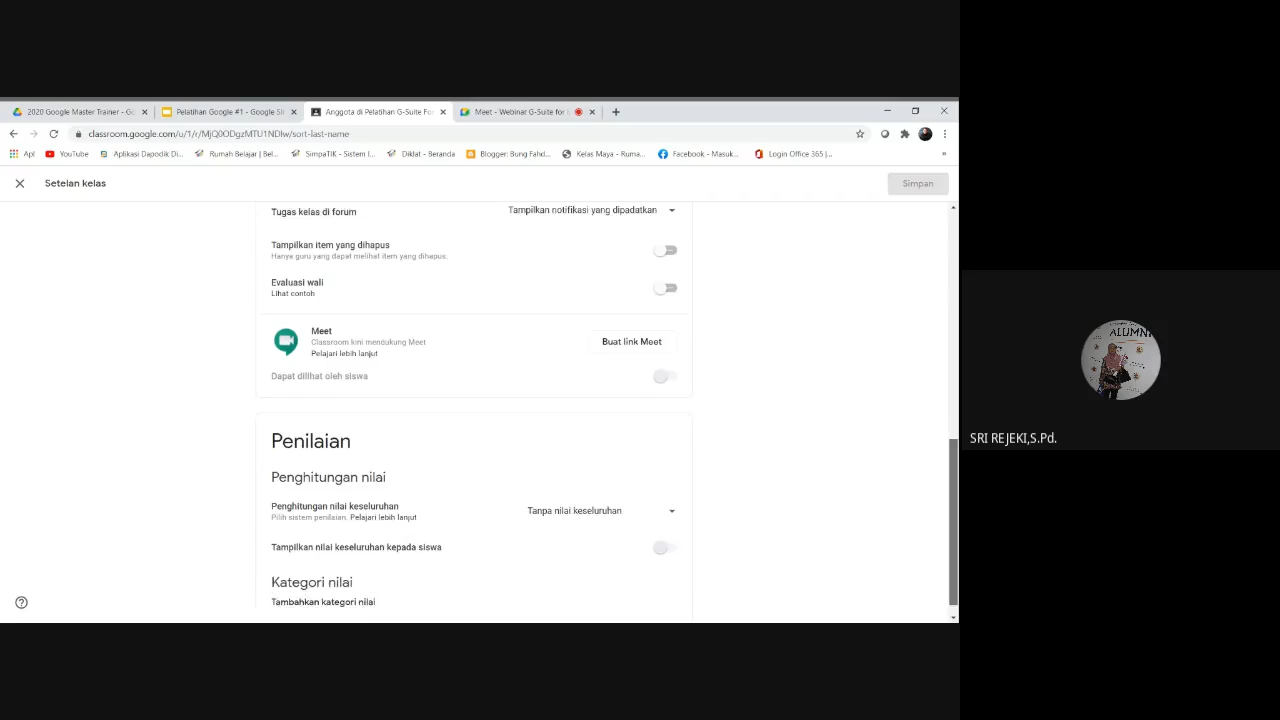 2020 Google Master Trainer - Go
Pelatihan Google #1 - Google Sli
Anggota di Pelatihan G-Suite For
Meet - Webinar G-Suite for
classroom.google.com/u/1/r/MjQ0ODgzMTU1NDIw/sort-last-name
Apl
YouTube
Aplikasi Dapodik Di...
Rumah Belajar | Bel...
SimpaTIK - Sistem I...
Diklat - Beranda
Blogger: Bung Fahd...
Kelas Maya - Ruma...
Facebook - Masuk...
Login Office 365 |...
»
Setelan kelas
Simpan
Tugas kelas di forum
Tampilkan notifikasi yang dipadatkan
Tampilkan item yang dihapus
Hanya guru yang dapat melihat item yang dihapus.
Evaluasi wali
Lihat contoh
Meet
Classroom kini mendukung Meet
Pelajari lebih lanjut
Buat link Meet
Dapat dilihat oleh siswa
Penilaian
Penghitungan nilai
Penghitungan nilai keseluruhan
Pilih sistem penilaian. Pelajari lebih lanjut
Tanpa nilai keseluruhan
Tampilkan nilai keseluruhan kepada siswa
Kategori nilai
Tambahkan kategori nilai
ALUMNI
SRI REJEKI,S.Pd.